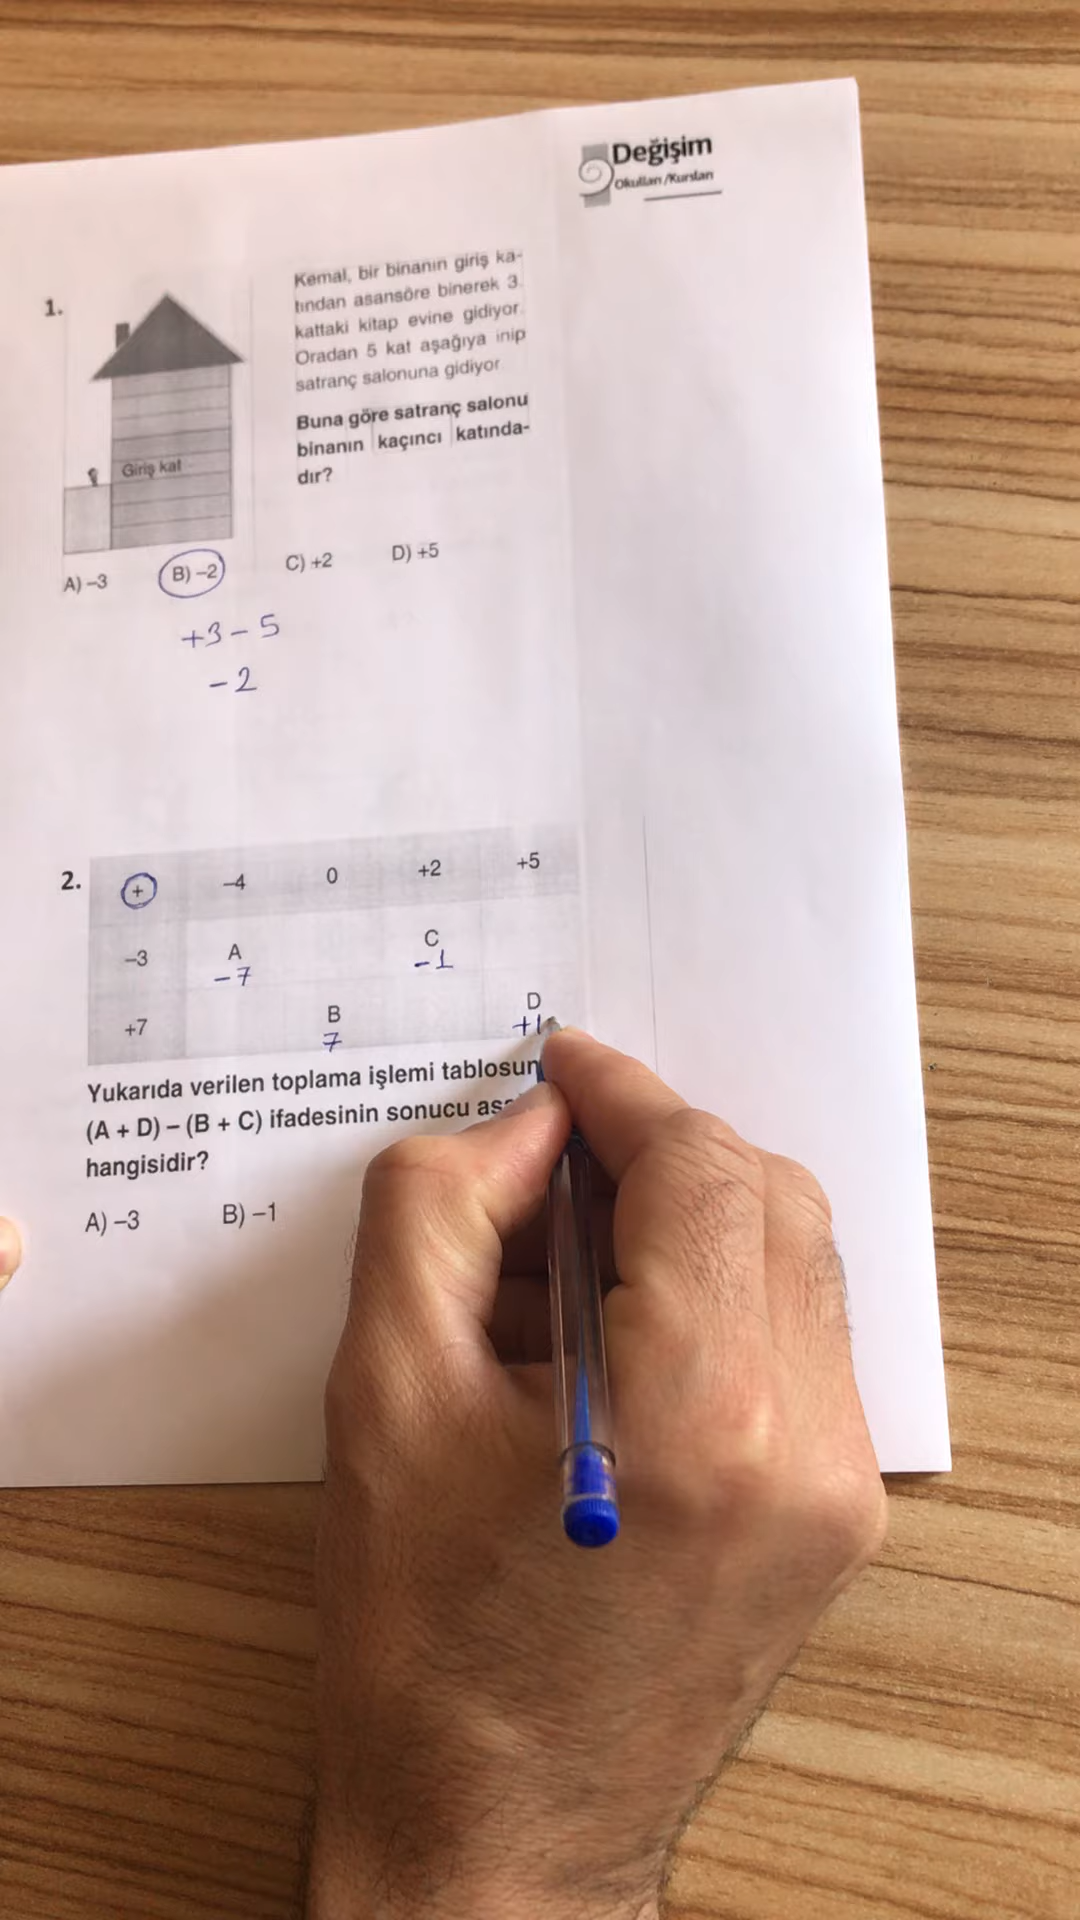 Değişim
Okulları/Kursları
1.
Kemal, bir binanın giriş ka-
tından asansöre binerek 3.
kattaki kitap evine gidiyor.
Oradan 5 kat aşağıya inip
satranç salonuna gidiyor
Buna göre satranç salonu
binanın kaçıncı katında-
dır?
Giriş kat
A) –3 B) –2 C) +2 D) +5
+3 – 5
– 2
2.
+ –4 0 +2 +5
–3 A C
–7 –1
+7 B D
7
Yukarıda verilen toplama işlemi
(A + D) – (B + C) ifadesinin sonucu
hangisidir?
A) –3 B) –1